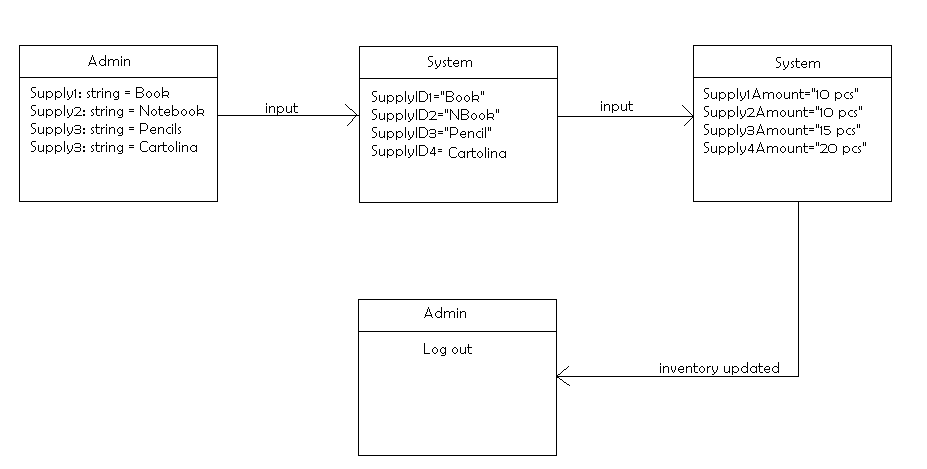 Admin
Supply1: string = Book
Supply2: string = Notebook
Supply3: string = Pencils
Supply3: string = Cartolina
input
System
SupplyID1="Book"
SupplyID2="NBook"
SupplyID3="Pencil"
SupplyID4= Cartolina
input
System
Supply1Amount="10 pcs"
Supply2Amount="10 pcs"
Supply3Amount="15 pcs"
Supply4Amount="20 pcs"
inventory updated
Admin
Log out